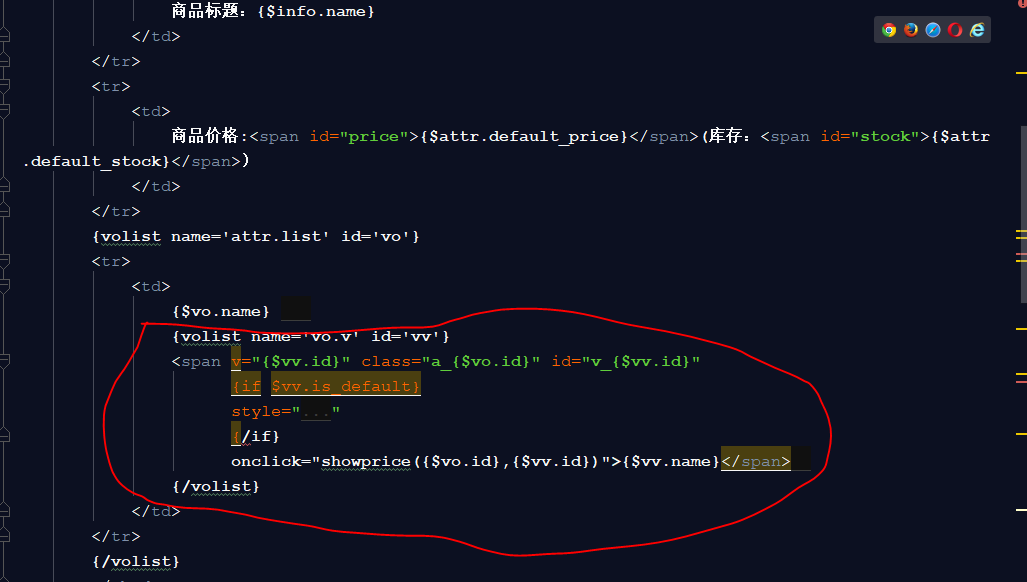 商品标题：{$info.name}
</td>
</tr>
<tr>
<td>
商品价格:<span id="price">{$attr.default_price}</span>(库存：<span id="stock">{$attr
.default_stock}</span>)
</td>
</tr>
{volist name='attr.list' id='vo'}
<tr>
<td>
{$vo.name}
{volist name='vo.v' id='vv'}
<span v="{$vv.id}" class="a_{$vo.id}" id="v_{$vv.id}"
{if $vv.is_default}
style="..."
{/if}
onclick="showprice({$vo.id},{$vv.id})">{$vv.name}</span>
{/volist}
</td>
</tr>
{/volist}